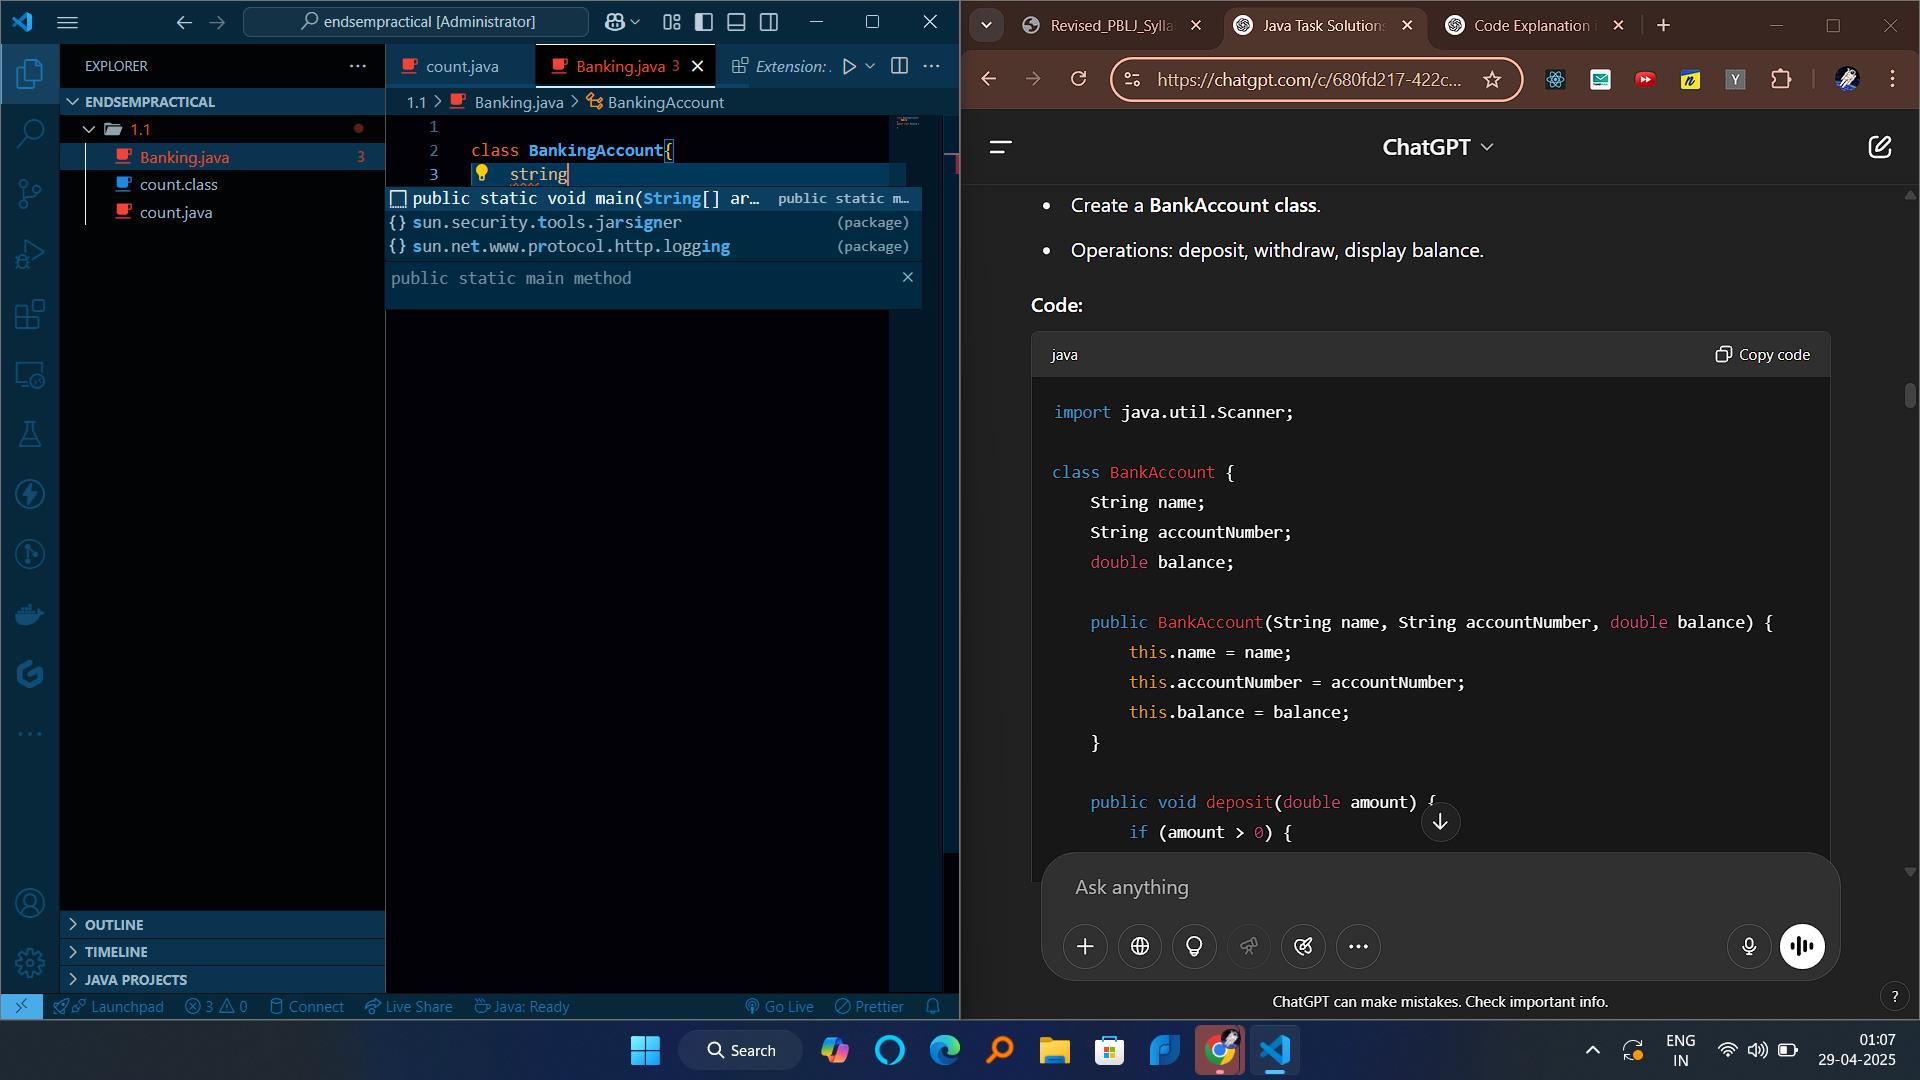 endsempractical [Administrator]
EXPLORER
ENDSEMPRACTICAL
1.1
Banking.java 3
count.class
count.java
OUTLINE
TIMELINE
JAVA PROJECTS
count.java
Banking.java 3
Extension:
1.1 > Banking.java > BankingAccount
1
2 class BankingAccount{
3 string
public static void main(String[] ar… public static m…
{} sun.security.tools.jarsigner (package)
{} sun.net.www.protocol.http.logging (package)
public static main method
Launchpad 3 0 Connect Live Share Java: Ready Go Live Prettier
Revised_PBLJ_Sylla
Java Task Solutions
Code Explanation
https://chatgpt.com/c/680fd217-422c...
ChatGPT
• Create a BankAccount class.
• Operations: deposit, withdraw, display balance.
Code:
java Copy code
import java.util.Scanner;
class BankAccount {
String name;
String accountNumber;
double balance;
public BankAccount(String name, String accountNumber, double balance) {
this.name = name;
this.accountNumber = accountNumber;
this.balance = balance;
}
public void deposit(double amount) {
if (amount > 0) {
Ask anything
ChatGPT can make mistakes. Check important info.
?
Search
ENG
IN
01:07
29-04-2025